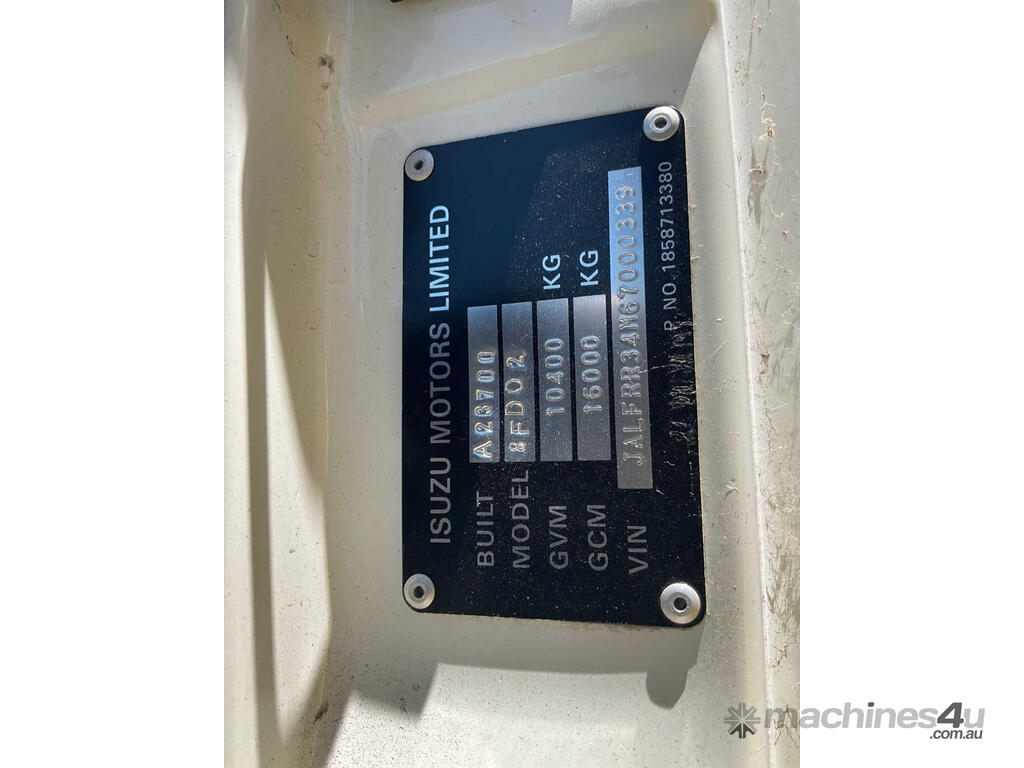 ISUZU MOTORS LIMITED
BUILT A23700
MODEL 8FD02
GVM 10400 KG
GCM 16000 KG
VIN JALFRR34M67000339
P. NO.1858713380
machines4u
.com.au